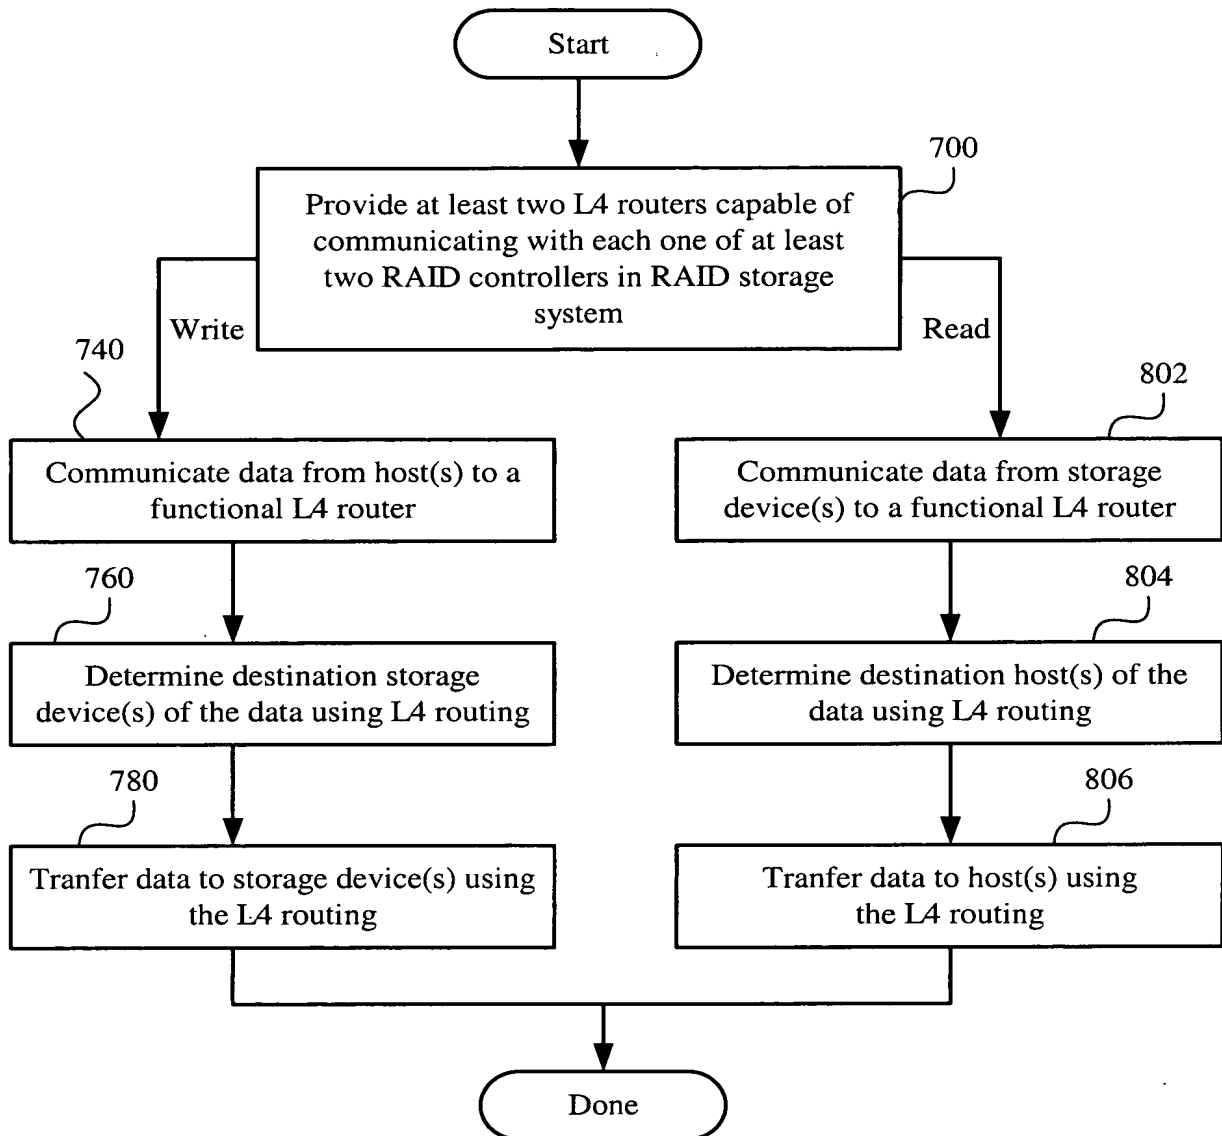 Start
700
Provide at least two L4 routers capable of
communicating with each one of at least
two RAID controllers in RAID storage
system
Write
Read
740
Communicate data from host(s) to a
functional L4 router
760
Determine destination storage
device(s) of the data using L4 routing
780
Tranfer data to storage device(s) using
the L4 routing
802
Communicate data from storage
device(s) to a functional L4 router
804
Determine destination host(s) of the
data using L4 routing
806
Tranfer data to host(s) using
the L4 routing
Done